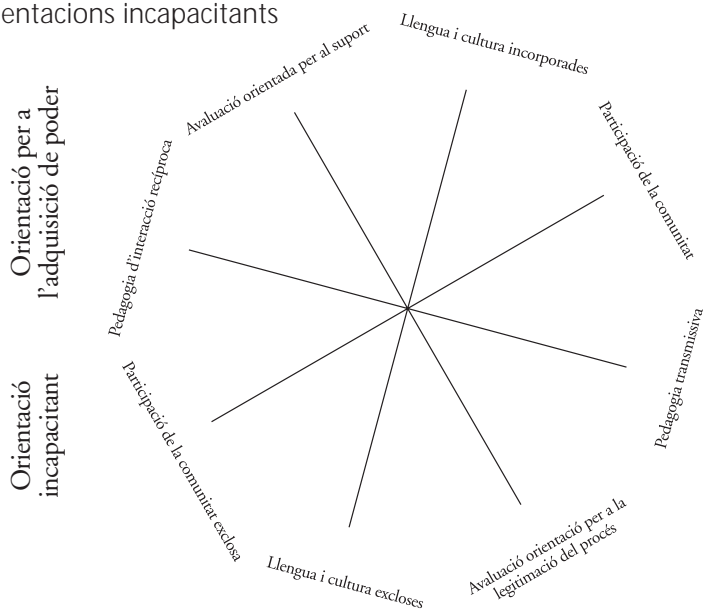 entacions incapacitants
Llengua i cultura incorporades
Avaluació orientada per al suport
Participació de la comunitat
Orientació per a
l'adquisició de poder
Pedagogia d'interacció recíproca
Pedagogia transmissiva
Orientació
incapacitant
Participació de la comunitat exclosa
Avaluació orientació per a la
legitimació del procés
Llengua i cultura excloses